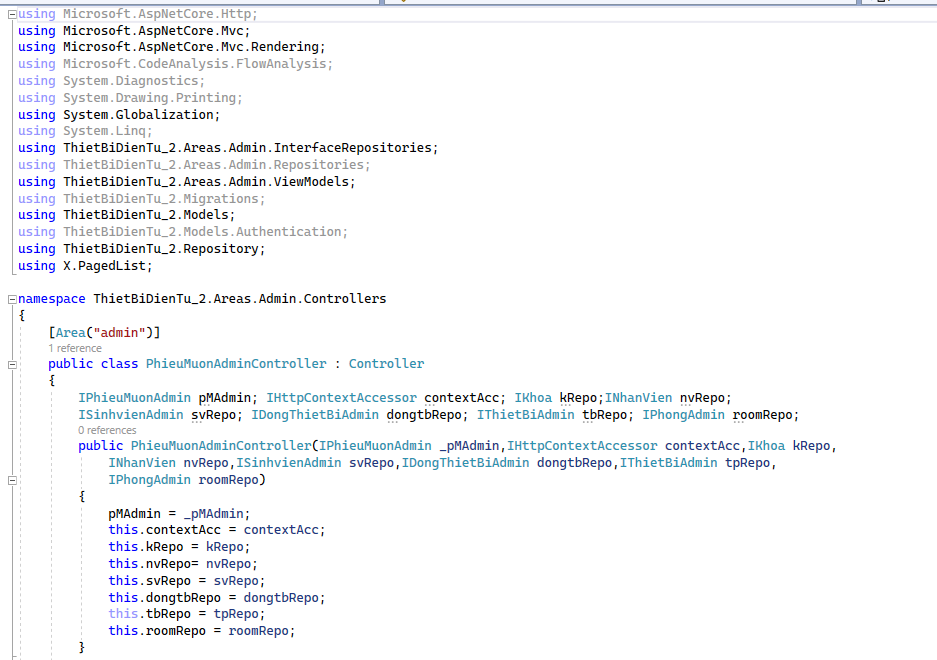 using Microsoft.AspNetCore.Http;
using Microsoft.AspNetCore.Mvc;
using Microsoft.AspNetCore.Mvc.Rendering;
using Microsoft.CodeAnalysis.FlowAnalysis;
using System.Diagnostics;
using System.Drawing.Printing;
using System.Globalization;
using System.Linq;
using ThietBiDienTu_2.Areas.Admin.InterfaceRepositories;
using ThietBiDienTu_2.Areas.Admin.Repositories;
using ThietBiDienTu_2.Areas.Admin.ViewModels;
using ThietBiDienTu_2.Migrations;
using ThietBiDienTu_2.Models;
using ThietBiDienTu_2.Models.Authentication;
using ThietBiDienTu_2.Repository;
using X.PagedList;
namespace ThietBiDienTu_2.Areas.Admin.Controllers
{
[Area("admin")]
1 reference
public class PhieuMuonAdminController : Controller
{
IPhieuMuonAdmin pMAdmin; IHttpContextAccessor contextAcc; IKhoa kRepo;INhanVien nvRepo;
ISinhvienAdmin svRepo; IDongThietBiAdmin dongtbRepo; IThietBiAdmin tbRepo; IPhongAdmin roomRepo;
0 references
public PhieuMuonAdminController(IPhieuMuonAdmin _pMAdmin,IHttpContextAccessor contextAcc,IKhoa kRepo,
INhanVien nvRepo,ISinhvienAdmin svRepo,IDongThietBiAdmin dongtbRepo,IThietBiAdmin tpRepo,
IPhongAdmin roomRepo)
{
pMAdmin = _pMAdmin;
this.contextAcc = contextAcc;
this.kRepo = kRepo;
this.nvRepo= nvRepo;
this.svRepo = svRepo;
this.dongtbRepo = dongtbRepo;
this.tbRepo = tpRepo;
this.roomRepo = roomRepo;
}